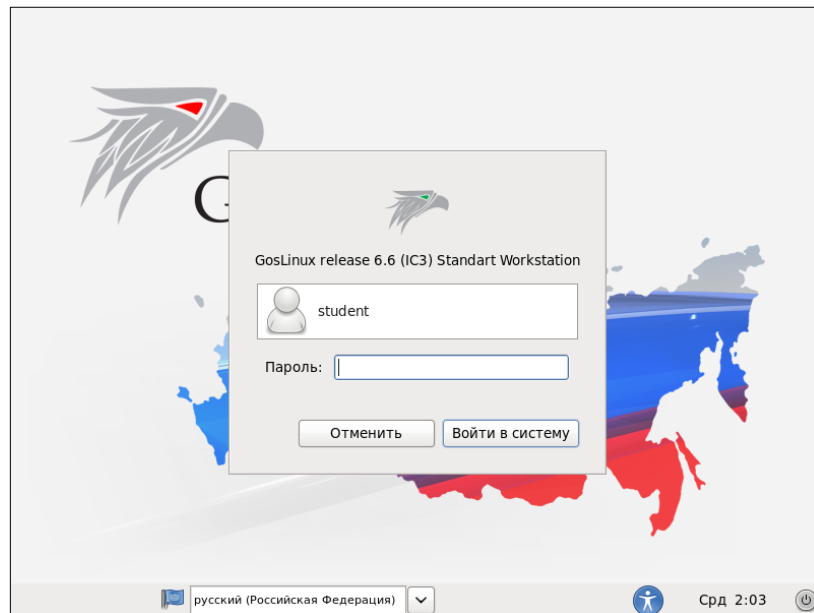 G
GosLinux release 6.6 (IC3) Standart Workstation
student
Пароль:
Отменить Войти в систему
русский (Российская Федерация)
Срд 2:03